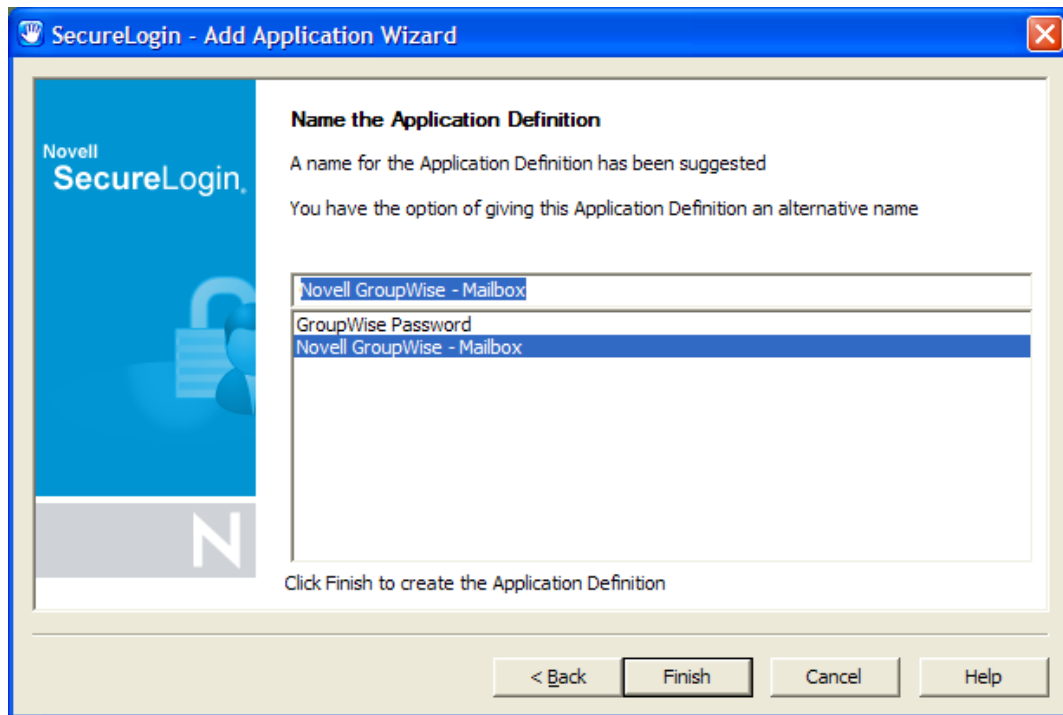 SecureLogin - Add Application Wizard
Novell
SecureLogin®
Name the Application Definition
A name for the Application Definition has been suggested
You have the option of giving this Application Definition an alternative name
Novell GroupWise - Mailbox
GroupWise Password
Novell GroupWise - Mailbox
N
Click Finish to create the Application Definition
< Back
Finish
Cancel
Help